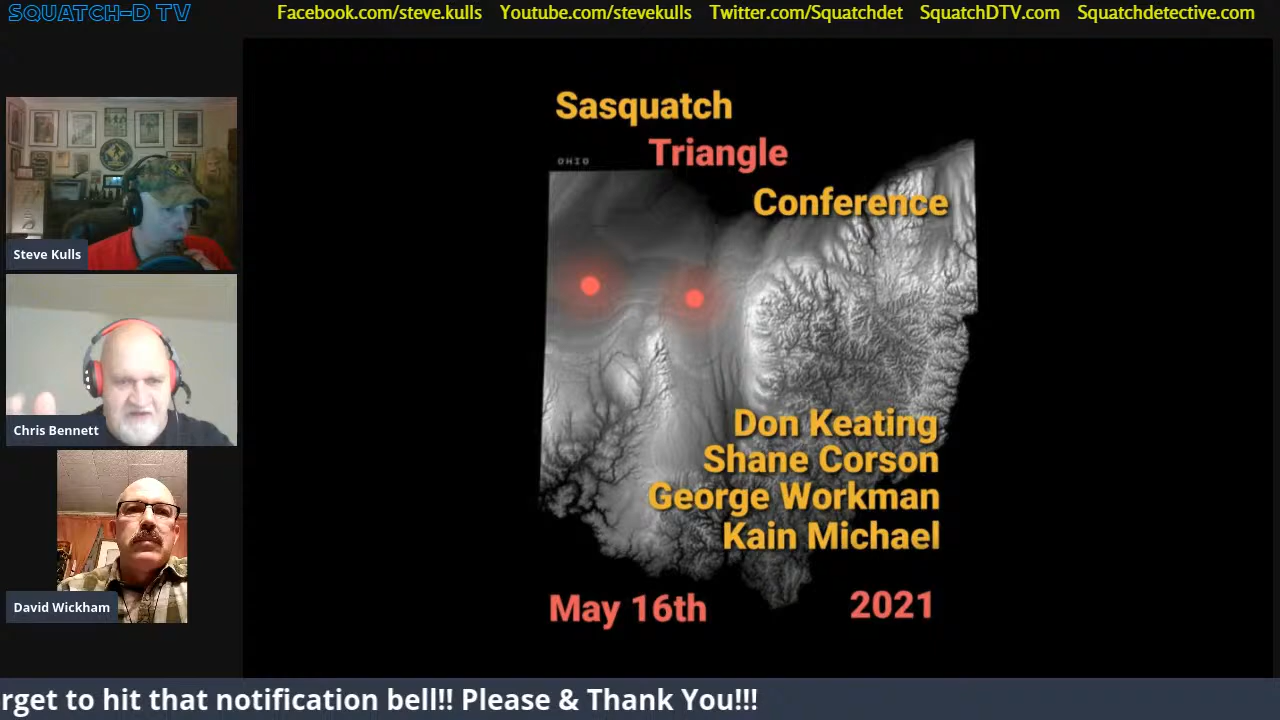 SQUATCH-D TV
Facebook.com/steve.kulls Youtube.com/stevekulls Twitter.com/Squatchdet SquatchDTV.com Squatchdetective.com
Sasquatch
Triangle
Conference
OHIO
Steve Kulls
Chris Bennett
David Wickham
Don Keating
Shane Corson
George Workman
Kain Michael
May 16th 2021
rget to hit that notification bell!! Please & Thank You!!!